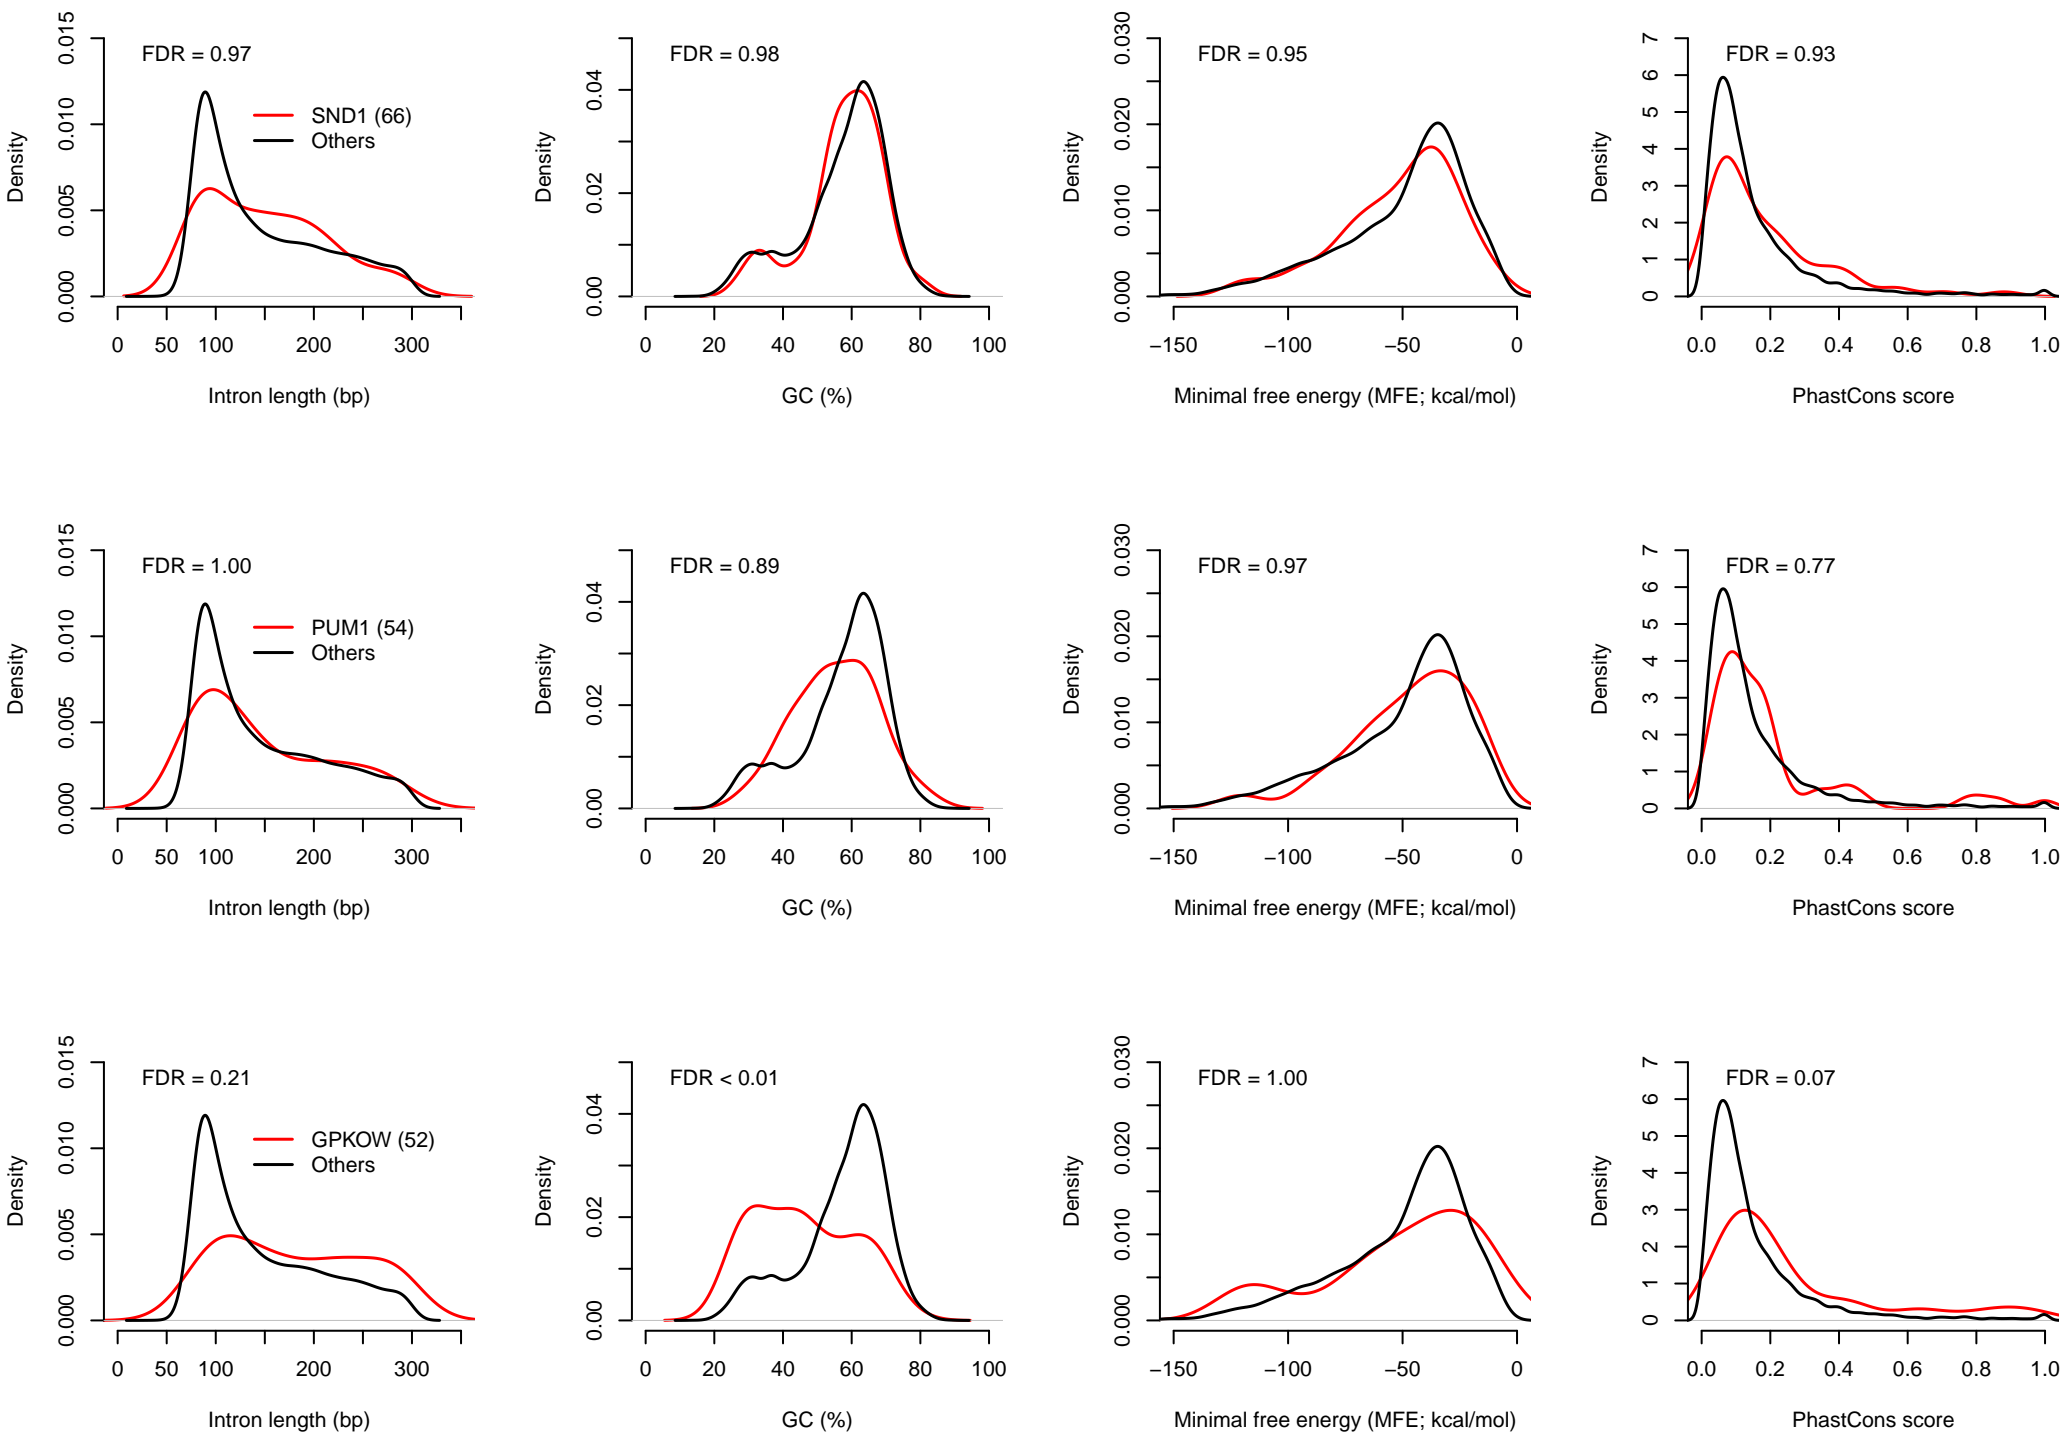 FDR = 0.97
SND1 (66)
Others
Density
0.000 0.005 0.010 0.015
0 50 100 200 300
Intron length (bp)
FDR = 0.98
Density
0.00 0.02 0.04
0 20 40 60 80 100
GC (%)
FDR = 0.95
Density
0.000 0.010 0.020 0.030
−150 −100 −50 0
Minimal free energy (MFE; kcal/mol)
FDR = 0.93
Density
0 1 2 3 4 5 6 7
0.0 0.2 0.4 0.6 0.8 1.0
PhastCons score
FDR = 1.00
PUM1 (54)
Others
Density
0.000 0.005 0.010 0.015
0 50 100 200 300
Intron length (bp)
FDR = 0.89
Density
0.00 0.02 0.04
0 20 40 60 80 100
GC (%)
FDR = 0.97
Density
0.000 0.010 0.020 0.030
−150 −100 −50 0
Minimal free energy (MFE; kcal/mol)
FDR = 0.77
Density
0 1 2 3 4 5 6 7
0.0 0.2 0.4 0.6 0.8 1.0
PhastCons score
FDR = 0.21
GPKOW (52)
Others
Density
0.000 0.005 0.010 0.015
0 50 100 200 300
Intron length (bp)
FDR < 0.01
Density
0.00 0.02 0.04
0 20 40 60 80 100
GC (%)
FDR = 1.00
Density
0.000 0.010 0.020 0.030
−150 −100 −50 0
Minimal free energy (MFE; kcal/mol)
FDR = 0.07
Density
0 1 2 3 4 5 6 7
0.0 0.2 0.4 0.6 0.8 1.0
PhastCons score